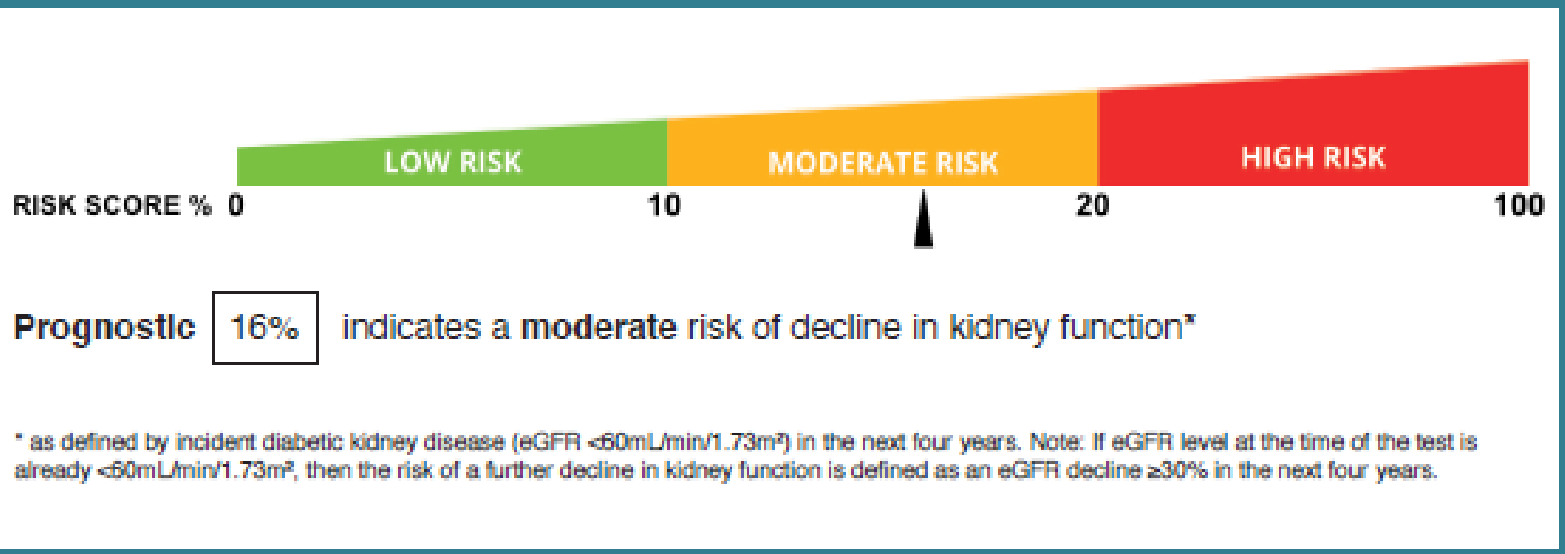 LOW RISK MODERATE RISK HIGH RISK
RISK SCORE % 0 10 20 100
Prognostic 16% indicates a moderate risk of decline in kidney function*
* as defined by incident diabetic kidney disease (eGFR <60mL/min/1.73m²) in the next four years. Note: If eGFR level at the time of the test is
already <60mL/min/1.73m², then the risk of a further decline in kidney function is defined as an eGFR decline ≥30% in the next four years.